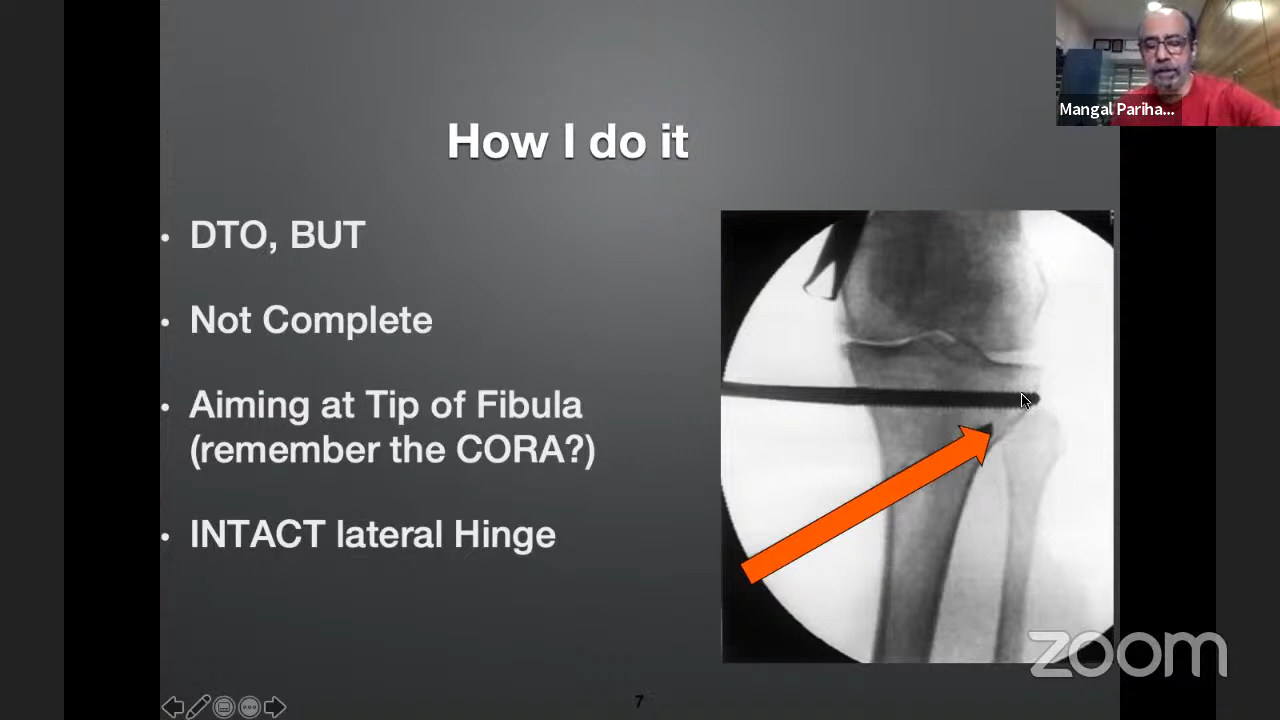 Mangal Pariha...
How I do it
• DTO, BUT
• Not Complete
• Aiming at Tip of Fibula
(remember the CORA?)
• INTACT lateral Hinge
zoom
7